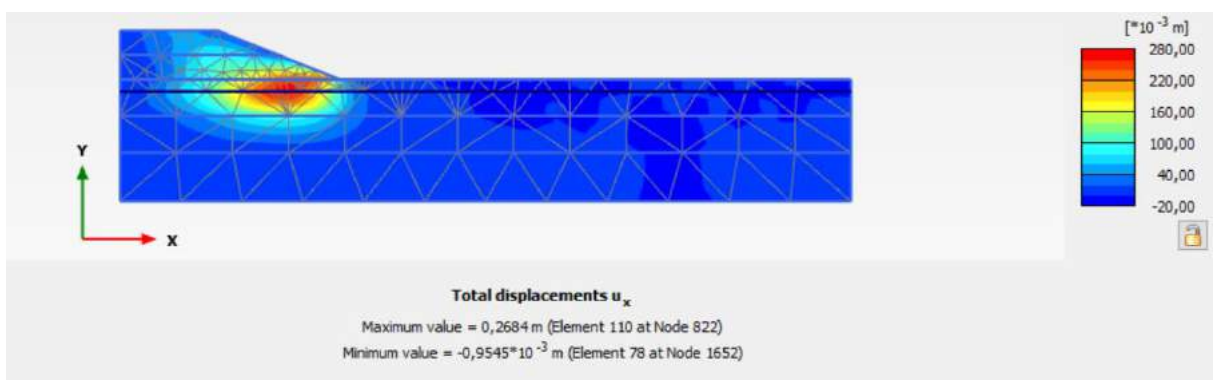 [*10 -3 m]
280,00
220,00
160,00
100,00
40,00
-20,00
Y
X
Total displacements ux
Maximum value = 0,2684 m (Element 110 at Node 822)
Minimum value = -0,9545*10 -3 m (Element 78 at Node 1652)